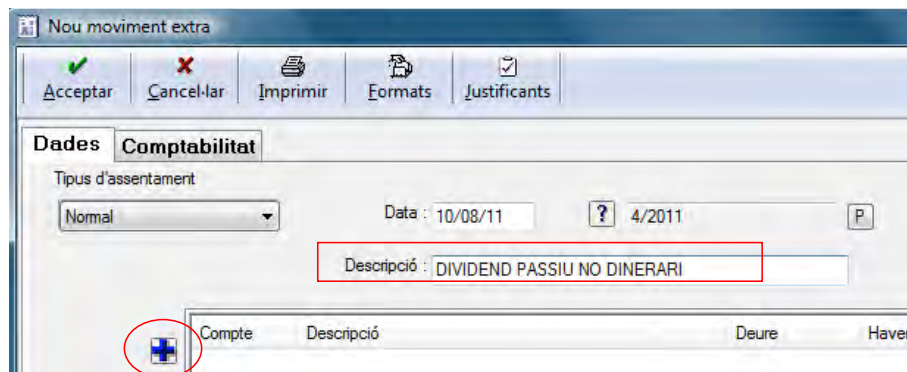 Nou moviment extra
Acceptar Cancel·lar Imprimir Formats Justificants
Dades Comptabilitat
Tipus d'assentament
Normal Data : 10/08/11 ? 4/2011 P
Descripció : DIVIDEND PASSIU NO DINERARI
Compte Descripció Deure Haver